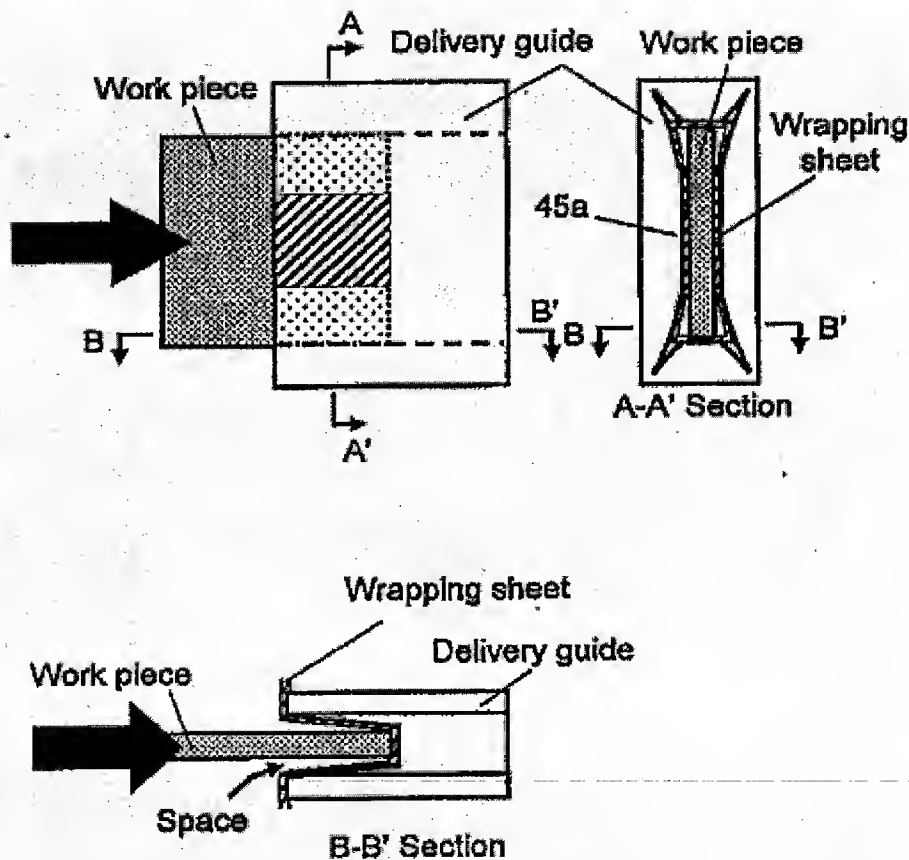 A
Delivery guide
Work piece
Work piece
Wrapping
sheet
45a
B
B'
B
B'
A'
A-A' Section
Wrapping sheet
Delivery guide
Work piece
Space
B-B' Section